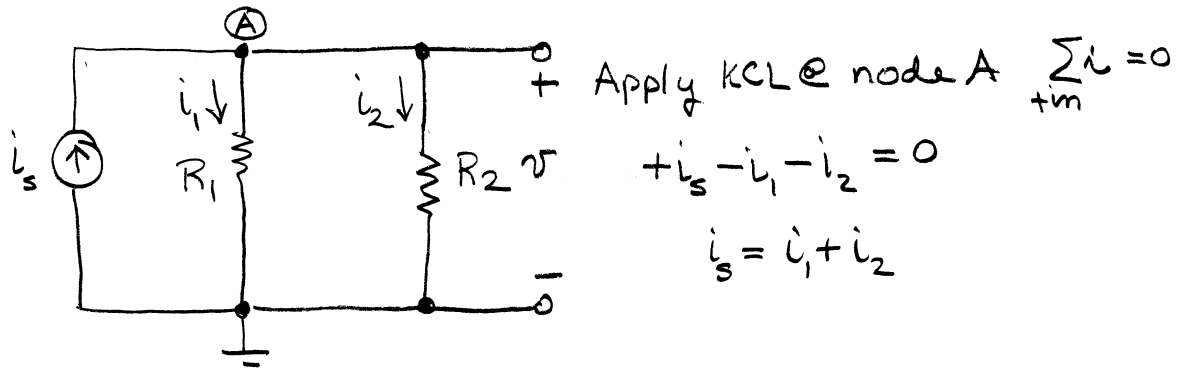 A
i₁ ↓
i₂ ↓
iₛ
R₁
R₂
+
v
−
Apply KCL @ node A ∑i = 0
+in
+iₛ − i₁ − i₂ = 0
iₛ = i₁ + i₂